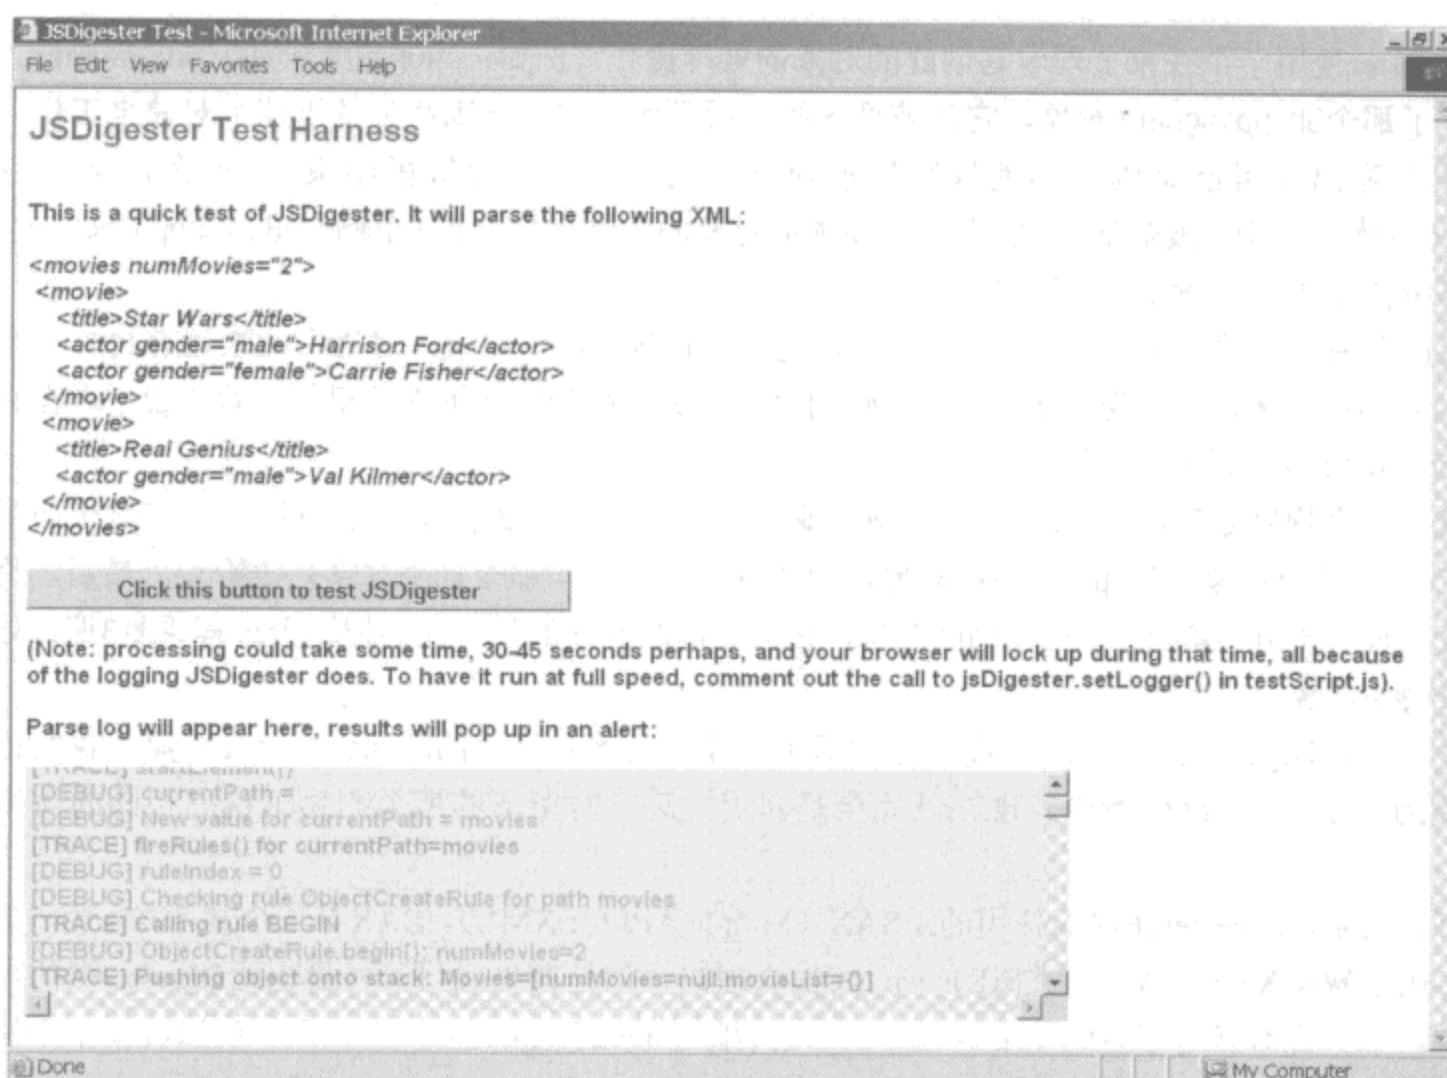 JSDigester Test - Microsoft Internet Explorer
File Edit View Favorites Tools Help
JSDigester Test Harness
This is a quick test of JSDigester. It will parse the following XML:
<movies numMovies="2">
<movie>
<title>Star Wars</title>
<actor gender="male">Harrison Ford</actor>
<actor gender="female">Carrie Fisher</actor>
</movie>
<movie>
<title>Real Genius</title>
<actor gender="male">Val Kilmer</actor>
</movie>
</movies>
Click this button to test JSDigester
(Note: processing could take some time, 30-45 seconds perhaps, and your browser will lock up during that time, all because
of the logging JSDigester does. To have it run at full speed, comment out the call to jsDigester.setLogger() in testScript.js).
Parse log will appear here, results will pop up in an alert:
[TRACE] startElement()
[DEBUG] currentPath =
[DEBUG] New value for currentPath = movies
[TRACE] fireRules() for currentPath=movies
[DEBUG] ruleIndex = 0
[DEBUG] Checking rule ObjectCreateRule for path movies
[TRACE] Calling rule BEGIN
[DEBUG] ObjectCreateRule.begin(): numMovies=2
[TRACE] Pushing object onto stack: Movies=[numMovies=null,movieList={}]
Done
My Computer